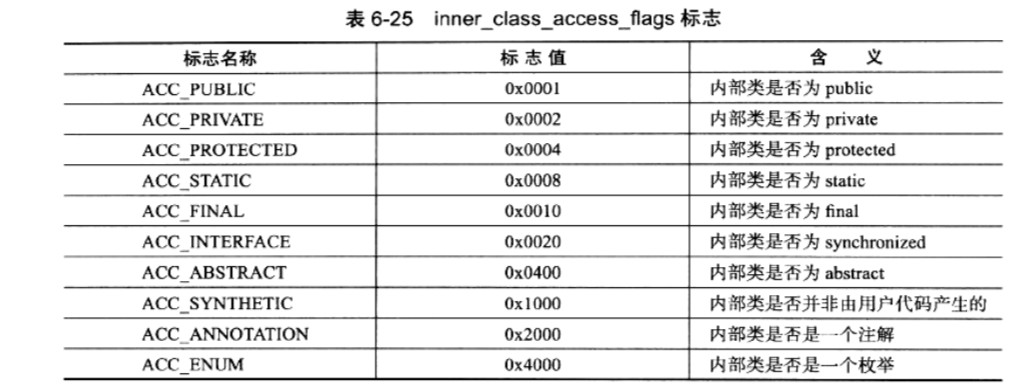 表 6-25 inner_class_access_flags 标志
标志名称 标 志 值 含 义
ACC_PUBLIC 0x0001 内部类是否为 public
ACC_PRIVATE 0x0002 内部类是否为 private
ACC_PROTECTED 0x0004 内部类是否为 protected
ACC_STATIC 0x0008 内部类是否为 static
ACC_FINAL 0x0010 内部类是否为 final
ACC_INTERFACE 0x0020 内部类是否为 synchronized
ACC_ABSTRACT 0x0400 内部类是否为 abstract
ACC_SYNTHETIC 0x1000 内部类是否并非由用户代码产生的
ACC_ANNOTATION 0x2000 内部类是否是一个注解
ACC_ENUM 0x4000 内部类是否是一个枚举